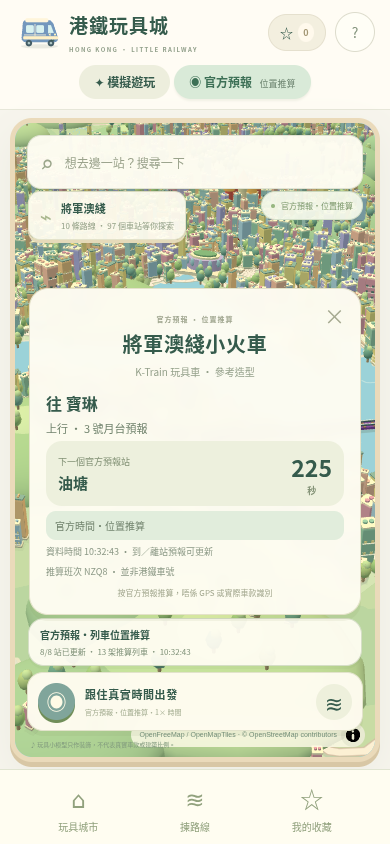 港鐵玩具城
HONG KONG • LITTLE RAILWAY
☆ 0
?
✦ 模擬遊玩
◉ 官方預報 位置推算
想去邊一站？搜尋一下
將軍澳綫
10 條路線・97 個車站等你探索
官方預報・位置推算
官方預報・位置推算
將軍澳綫小火車
K-Train 玩具車・參考造型
往 寶琳
上行・3 號月台預報
下一個官方預報站
油塘
225
秒
官方時間・位置推算
資料時間 10:32:43・到／離站預報可更新
推算班次 NZQ8・並非港鐵車號
按官方預報推算，唔係 GPS 或實際車款識別
官方預報・列車位置推算
8/8 站已更新・13 架推算列車・10:32:43
跟住真實時間出發
官方預報・位置推算・1× 時間
OpenFreeMap / OpenMapTiles · © OpenStreetMap contributors
玩具城市
揀路線
我的收藏